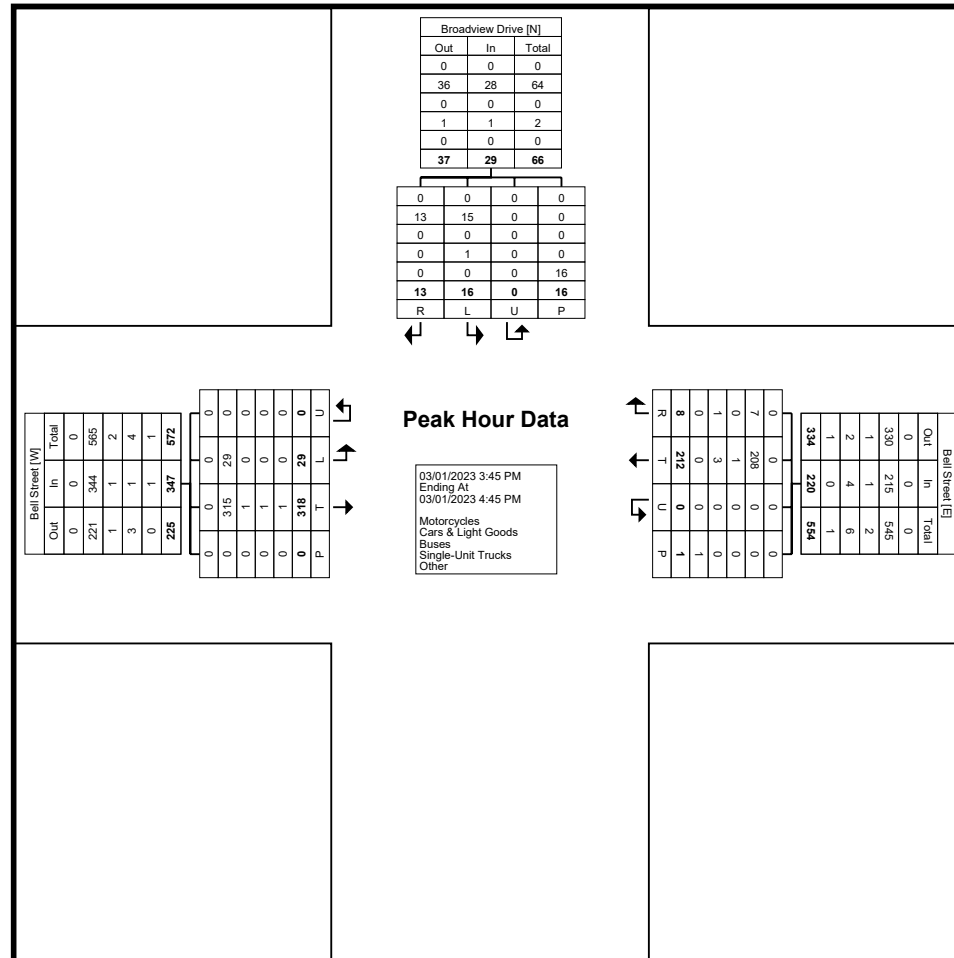 Broadview Drive [N]
Out In Total
0 0 0
36 28 64
0 0 0
1 1 2
0 0 0
37 29 66
0 0 0 0
13 15 0 0
0 0 0 0
0 1 0 0
0 0 0 16
13 16 0 16
R L U P
Bell Street [W]
Out In Total
0 0 0
221 344 565
1 1 2
3 1 4
0 1 1
225 347 572
0 0 0 0
0 315 29 0
0 1 0 0
0 1 0 0
0 1 0 0
0 318 29 0
P T L U
Peak Hour Data
03/01/2023 3:45 PM
Ending At
03/01/2023 4:45 PM
Motorcycles
Cars & Light Goods
Buses
Single-Unit Trucks
Other
Bell Street [E]
Out In Total
0 0 0
330 215 545
1 1 2
2 4 6
1 0 1
334 220 554
0 0 0 0
7 208 0 0
0 1 0 0
1 3 0 0
0 0 0 1
8 212 0 1
R T U P